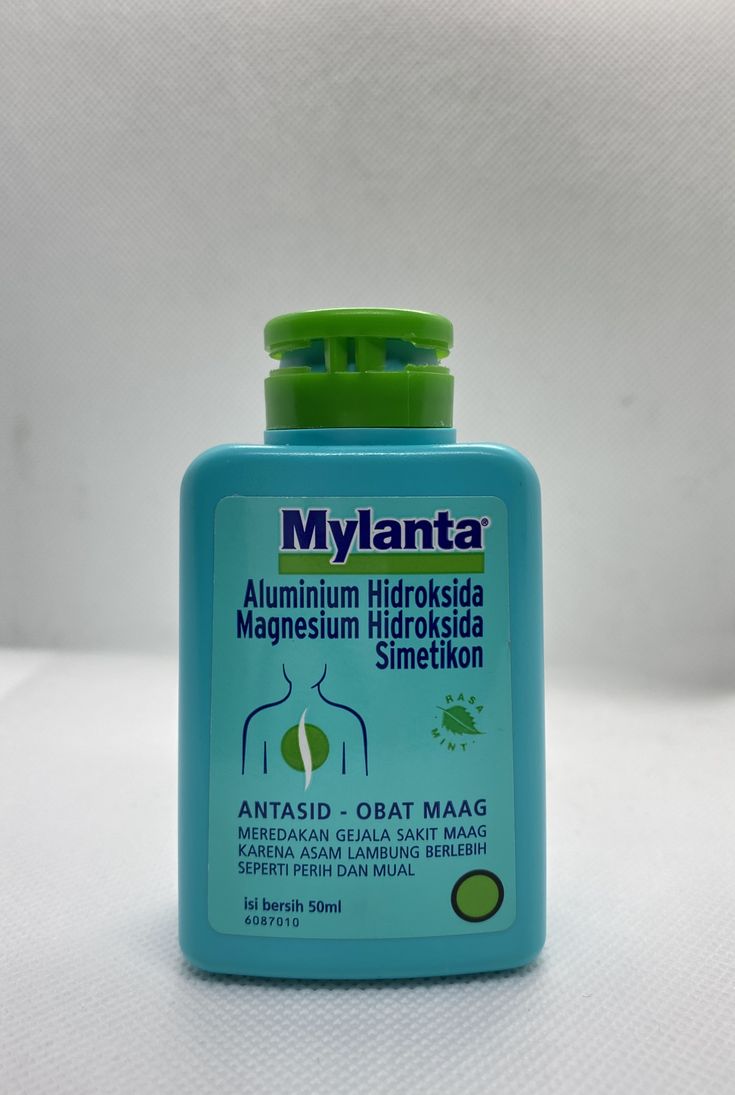 Mylanta®
Aluminium Hidroksida
Magnesium Hidroksida
Simetikon
RASA
MINT
ANTASID - OBAT MAAG
MEREDAKAN GEJALA SAKIT MAAG
KARENA ASAM LAMBUNG BERLEBIH
SEPERTI PERIH DAN MUAL
isi bersih 50ml
6087010